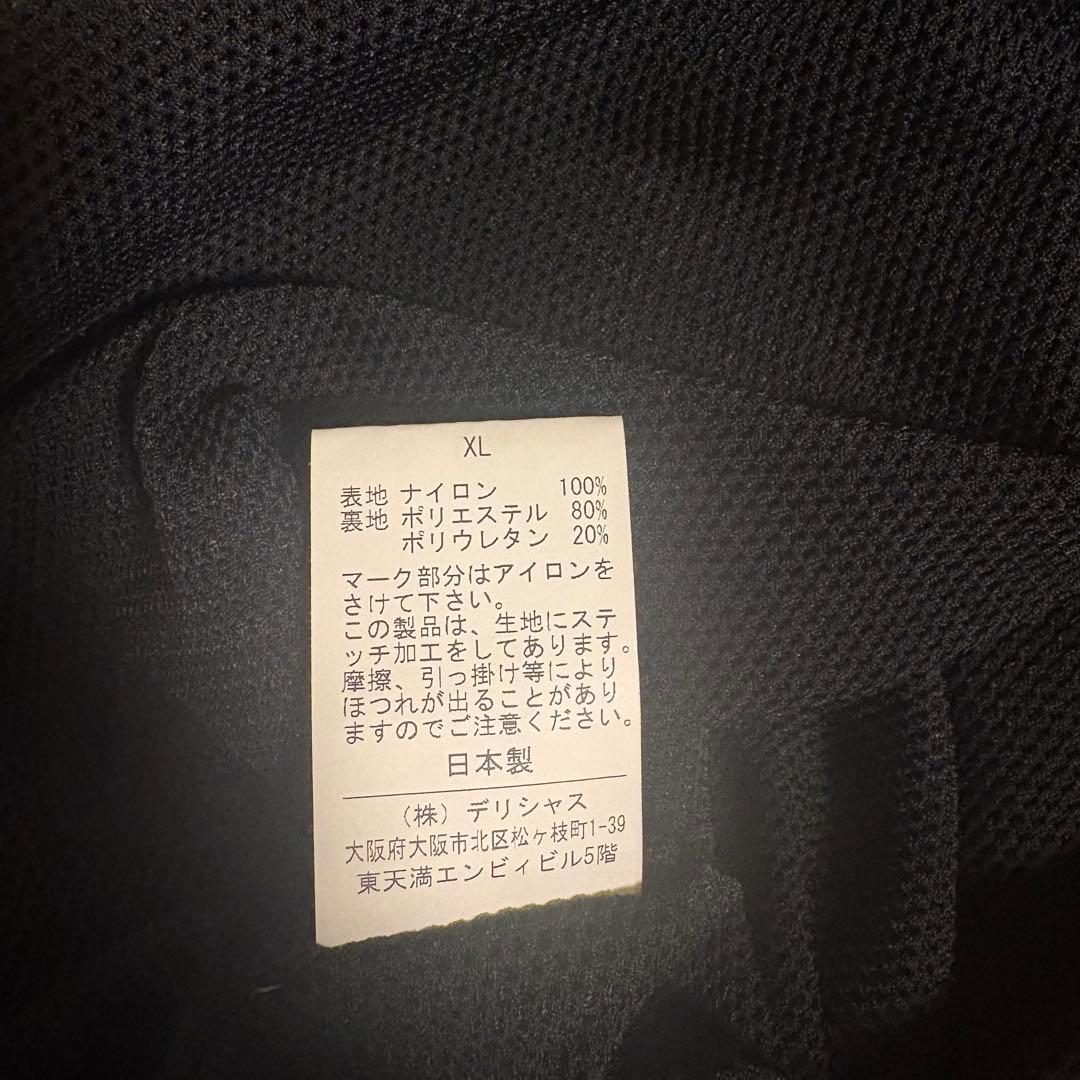 XL
表地 ナイロン 100%
裏地 ポリエステル 80%
ポリウレタン 20%
マーク部分はアイロンを
さけて下さい。
この製品は、生地にステ
ッチ加工をしてあります。
摩擦、引っ掛け等により
ほつれが出ることがあり
ますのでご注意ください。
日本製
(株) デリシャス
大阪府大阪市北区松ヶ枝町1-39
東天満エンビィビル5階